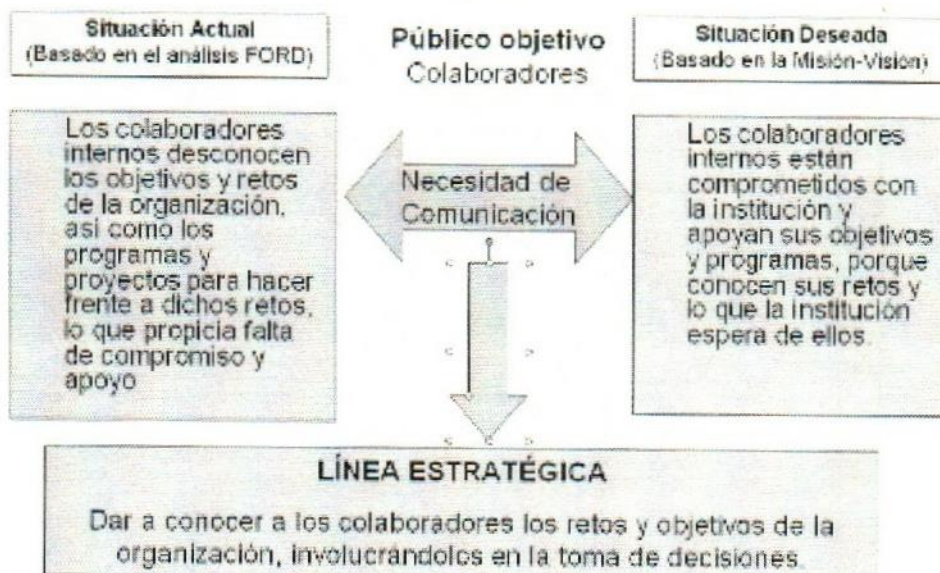 Situación Actual
(Basado en el análisis FORD)
Público objetivo
Colaboradores
Situación Deseada
(Basado en la Misión-Visión)
Los colaboradores
internos desconocen
los objetivos y retos
de la organización,
asi como los
programas y
proyectos para hacer
frente a dichos retos,
lo que propicia falta
de compromiso y
apoyo
Necesidad de
Comunicación
Los colaboradores
internos están
comprometidos con
la institución y
apoyan sus objetivos
y programas, porque
conocen sus retos y
lo que la institución
espera de ellos.
LÍNEA ESTRATÉGICA
Dar a conocer a los colaboradores los retos y objetivos de la
organización, involucrándolos en la toma de decisiones.